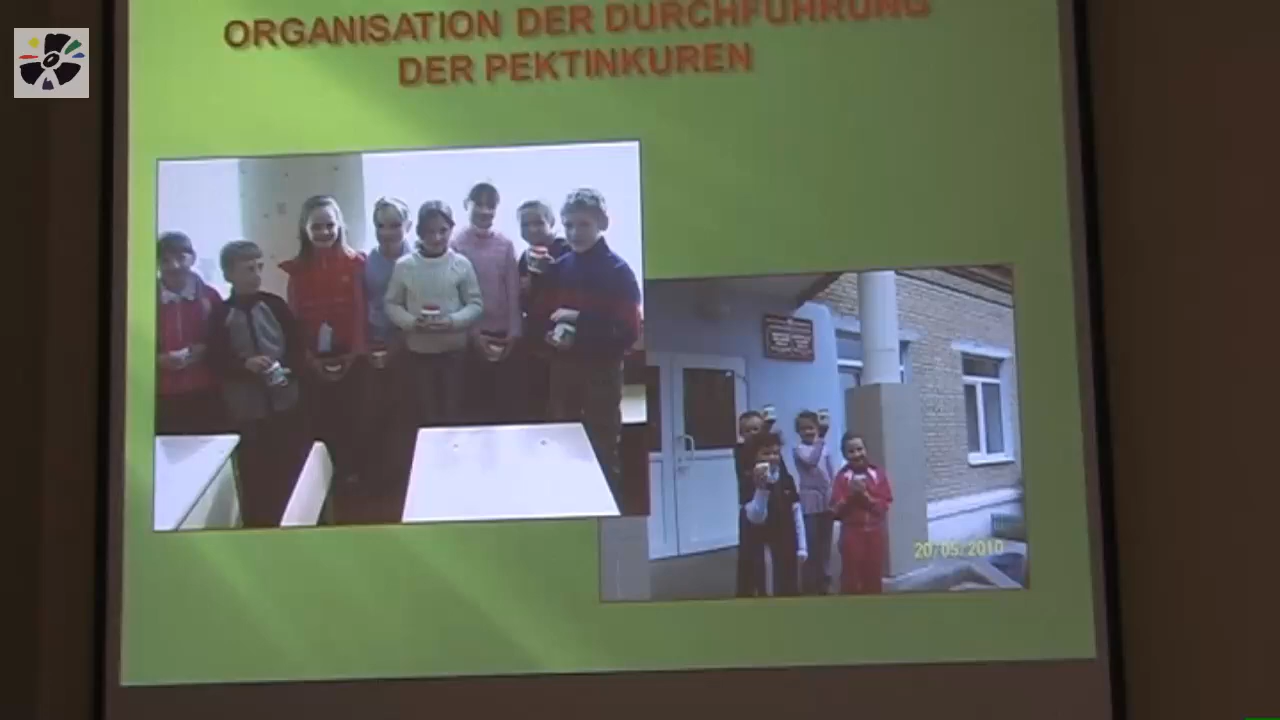 ORGANISATION DER DURCHFÜHRUNG
DER PEKTINKUREN
20/05/2010